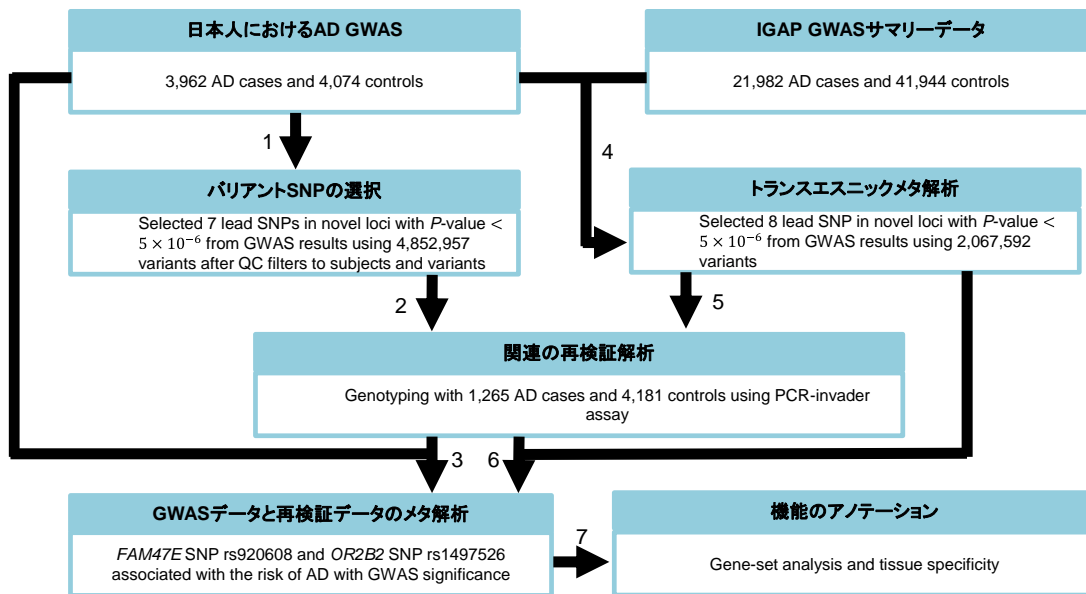 日本人におけるAD GWAS
3,962 AD cases and 4,074 controls
IGAP GWASサマリーデータ
21,982 AD cases and 41,944 controls
1
4
バリアントSNPの選択
Selected 7 lead SNPs in novel loci with P-value <
5 × 10⁻⁶ from GWAS results using 4,852,957
variants after QC filters to subjects and variants
トランスエスニックメタ解析
Selected 8 lead SNP in novel loci with P-value <
5 × 10⁻⁶ from GWAS results using 2,067,592
variants
2
5
関連の再検証解析
Genotyping with 1,265 AD cases and 4,181 controls using PCR-invader
assay
3
6
GWASデータと再検証データのメタ解析
FAM47E SNP rs920608 and OR2B2 SNP rs1497526
associated with the risk of AD with GWAS significance
7
機能のアノテーション
Gene-set analysis and tissue specificity